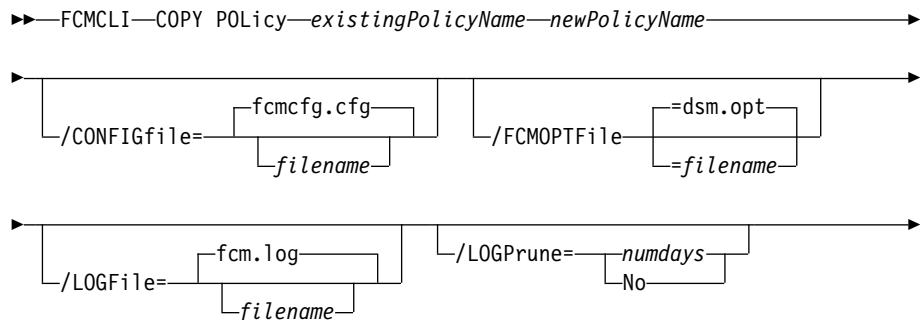 FCMCLI COPY POLicy existingPolicyName newPolicyName
fcmcfg.cfg =dsm.opt
/CONFIGfile= /FCMOPTFile
filename =filename
fcm.log /LOGPrune= numdays
/LOGFile= No
filename